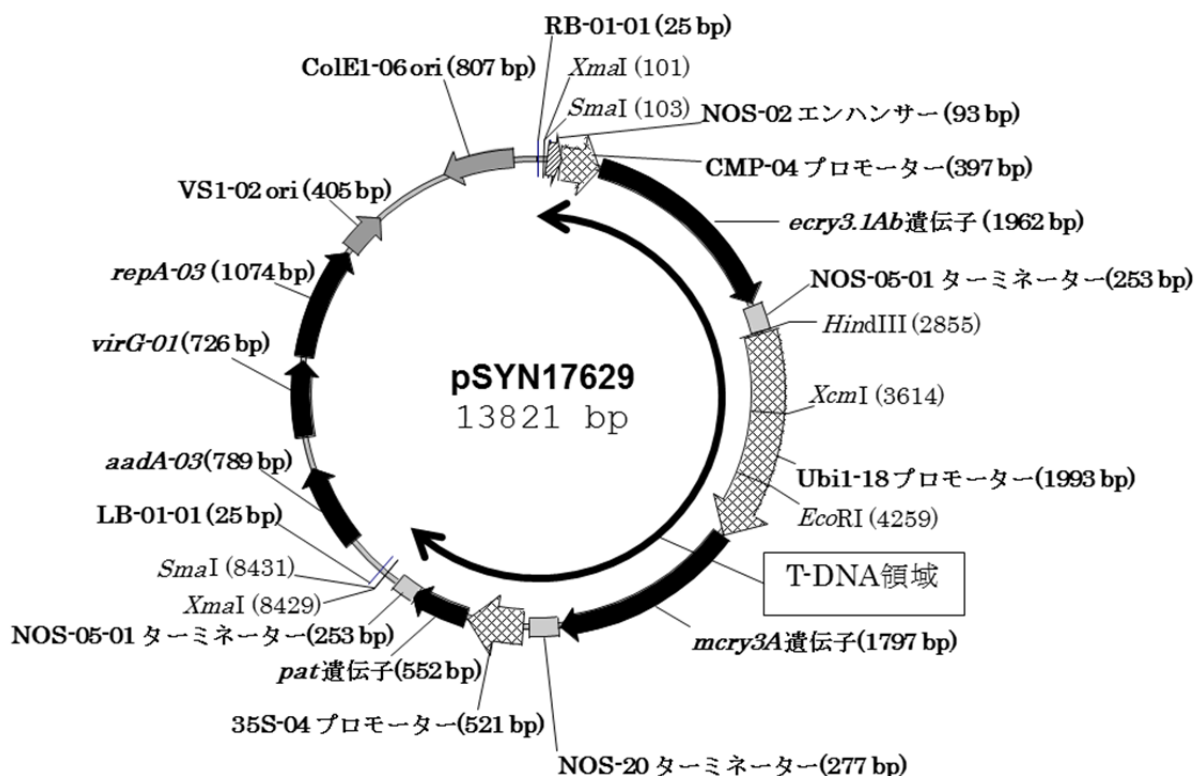 RB-01-01 (25 bp)
XmaI (101)
ColE1-06 ori (807 bp)
SmaI (103)
NOS-02 エンハンサー (93 bp)
CMP-04 プロモーター(397 bp)
VS1-02 ori (405 bp)
ecry3.1Ab遺伝子 (1962 bp)
repA-03 (1074 bp)
NOS-05-01 ターミネーター(253 bp)
HindIII (2855)
virG-01(726 bp)
pSYN17629
13821 bp
XcmI (3614)
aadA-03(789 bp)
Ubi1-18プロモーター(1993 bp)
LB-01-01 (25 bp)
EcoRI (4259)
SmaI (8431)
T-DNA領域
XmaI (8429)
NOS-05-01 ターミネーター(253 bp)
mcry3A遺伝子(1797 bp)
pat遺伝子(552 bp)
35S-04 プロモーター(521 bp)
NOS-20 ターミネーター(277 bp)